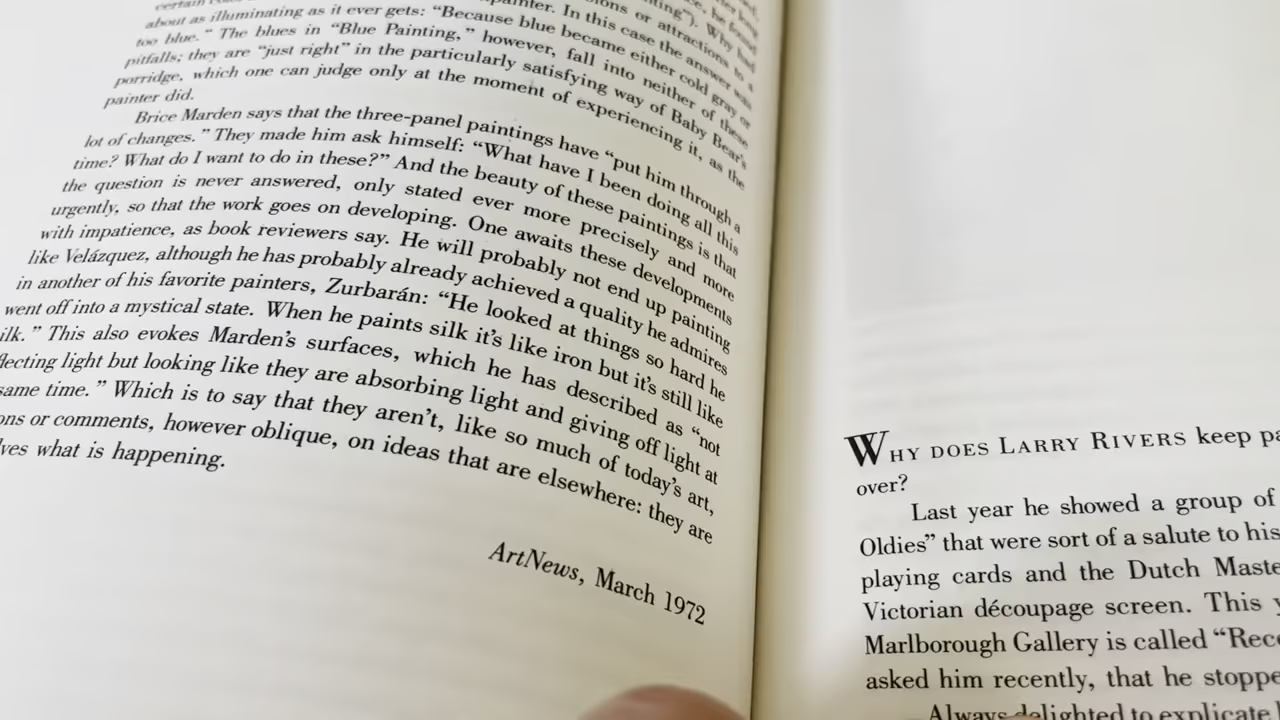 about as illuminating as it ever gets: “Because blue became either cold gray or
too blue.” The blues in “Blue Painting,” however, fall into neither of these
pitfalls; they are “just right” in the particularly satisfying way of Baby Bear’s
porridge, which one can judge only at the moment of experiencing it, as the
painter did.
Brice Marden says that the three-panel paintings have “put him through a
lot of changes.” They made him ask himself: “What have I been doing all this
time? What do I want to do in these?” And the beauty of these paintings is that
the question is never answered, only stated ever more precisely and more
urgently, so that the work goes on developing. One awaits these developments
with impatience, as book reviewers say. He will probably not end up painting
like Velázquez, although he has probably already achieved a quality he admires
in another of his favorite painters, Zurbarán: “He looked at things so hard he
went off into a mystical state. When he paints silk it’s like iron but it’s still like
ilk.” This also evokes Marden’s surfaces, which he has described as “not
flecting light but looking like they are absorbing light and giving off light at
same time.” Which is to say that they aren’t, like so much of today’s art,
ons or comments, however oblique, on ideas that are elsewhere: they are
lves what is happening.
ArtNews, March 1972
WHY DOES LARRY RIVERS keep pa
over?
Last year he showed a group of
Oldies” that were sort of a salute to his
playing cards and the Dutch Maste
Victorian découpage screen. This y
Marlborough Gallery is called “Rece
asked him recently, that he stoppe
Always delighted to explicate